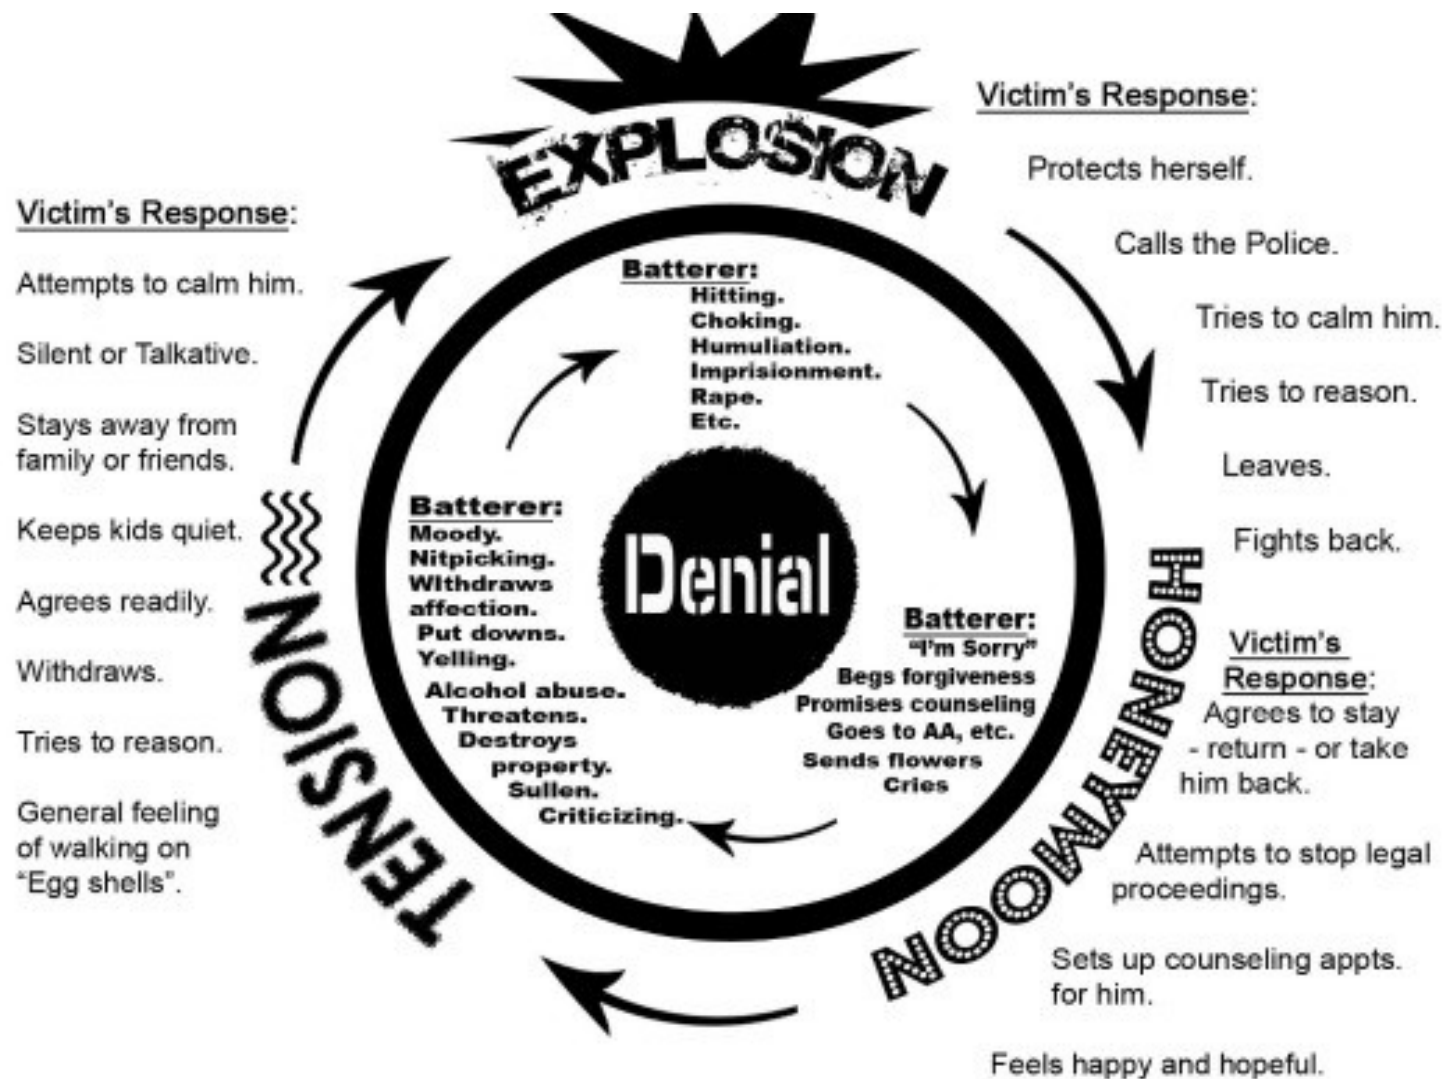 EXPLOSION
Victim's Response:
Protects herself.
Calls the Police.
Tries to calm him.
Tries to reason.
Leaves.
Fights back.
Victim's Response:
Attempts to calm him.
Silent or Talkative.
Stays away from
family or friends.
Keeps kids quiet.
Agrees readily.
Withdraws.
Tries to reason.
General feeling
of walking on
"Egg shells".
TENSION
Batterer:
Hitting.
Choking.
Humuliation.
Imprisionment.
Rape.
Etc.
Batterer:
Moody.
Nitpicking.
WIthdraws
affection.
Put downs.
Yelling.
Alcohol abuse.
Threatens.
Destroys
property.
Sullen.
Criticizing.
Denial
Batterer:
"I'm Sorry"
Begs forgiveness
Promises counseling
Goes to AA, etc.
Sends flowers
Cries
HONEYMOON
Victim's
Response:
Agrees to stay
- return - or take
him back.
Attempts to stop legal
proceedings.
Sets up counseling appts.
for him.
Feels happy and hopeful.